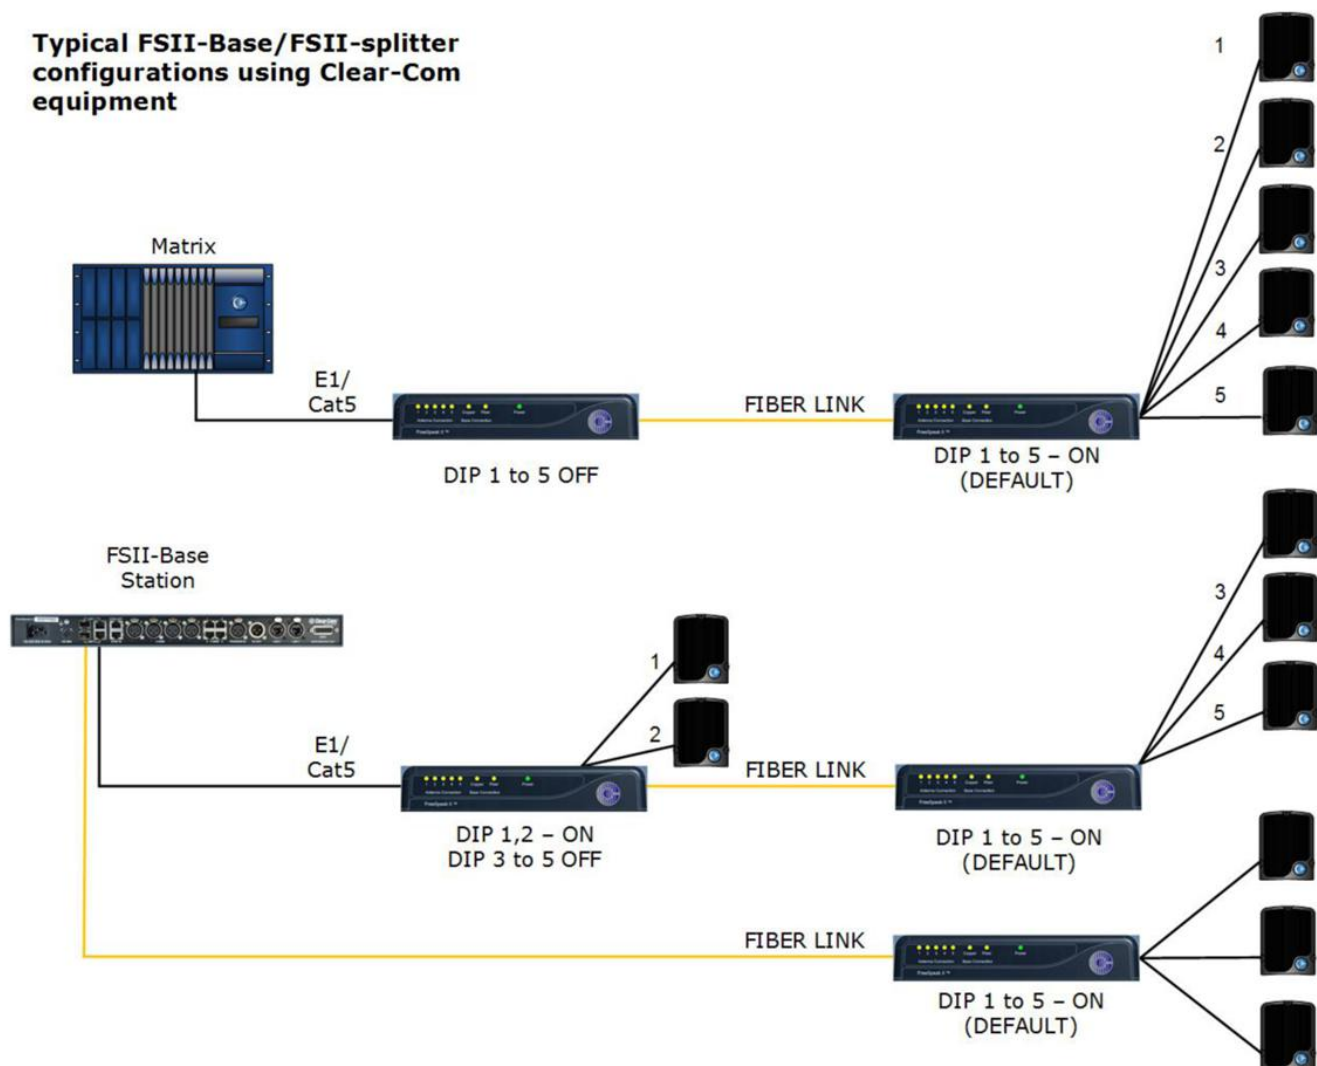 Typical FSII-Base/FSII-splitter
configurations using Clear-Com
equipment
1
2
3
4
5
Matrix
E1/
Cat5
FIBER LINK
DIP 1 to 5 OFF
DIP 1 to 5 – ON
(DEFAULT)
FSII-Base
Station
1
2
3
4
5
E1/
Cat5
FIBER LINK
DIP 1,2 – ON
DIP 3 to 5 OFF
DIP 1 to 5 – ON
(DEFAULT)
FIBER LINK
DIP 1 to 5 – ON
(DEFAULT)